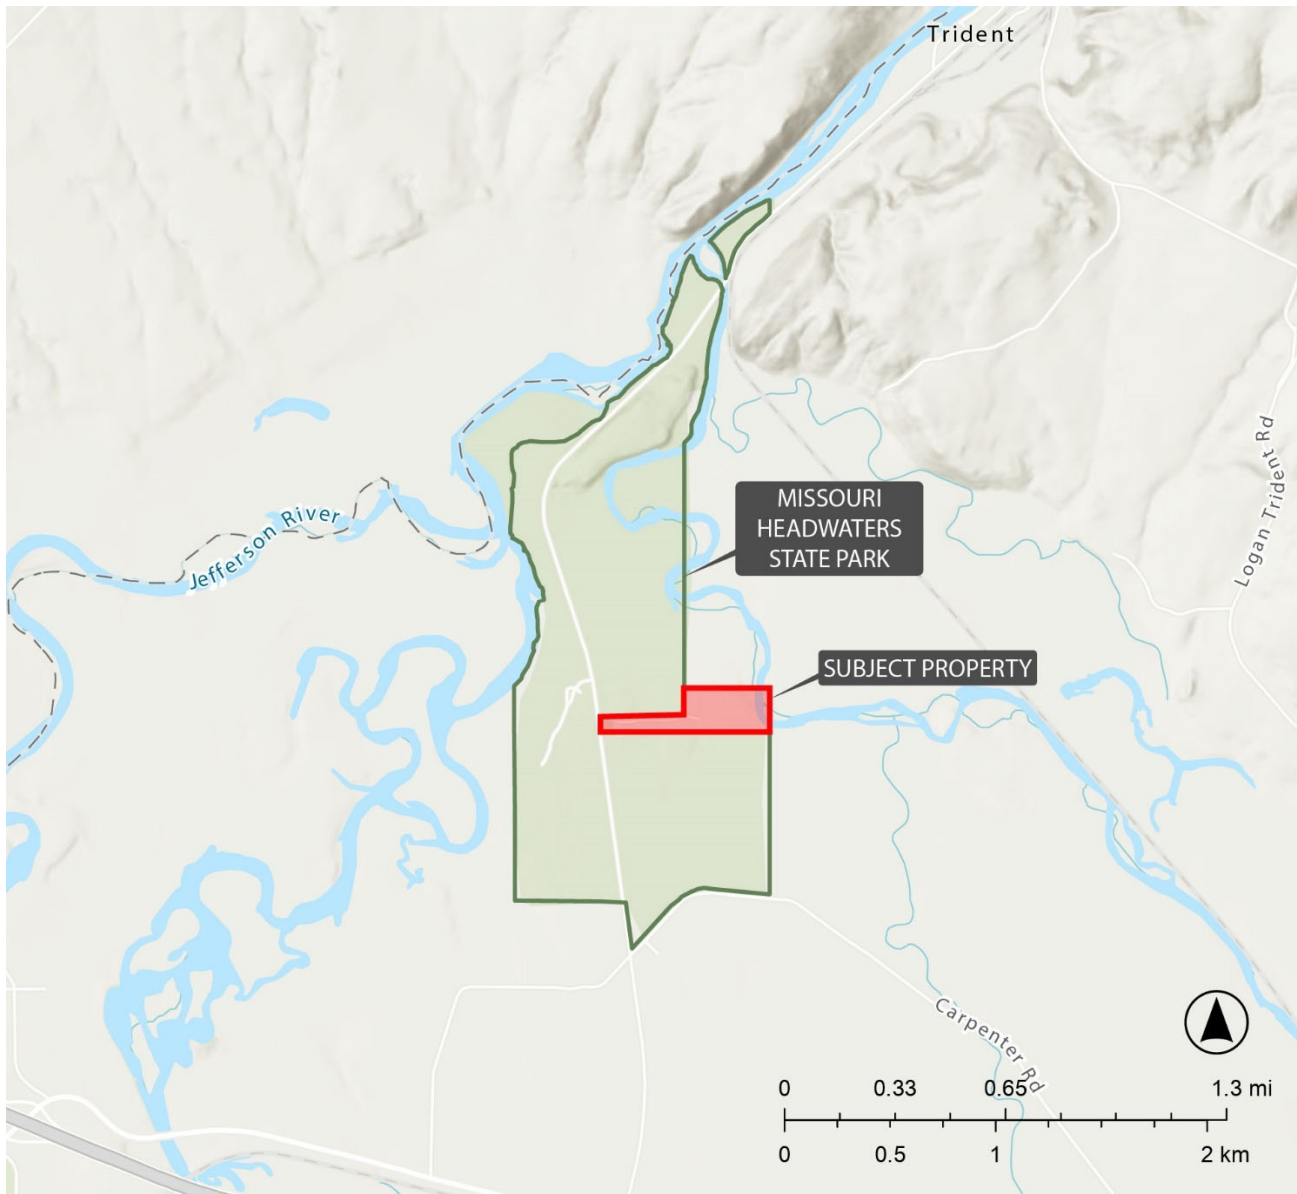 Trident
MISSOURI
HEADWATERS
STATE PARK
Logan Trident Rd
Jefferson River
SUBJECT PROPERTY
Carpenter Rd
0 0.33 0.65 1.3 mi
0 0.5 1 2 km